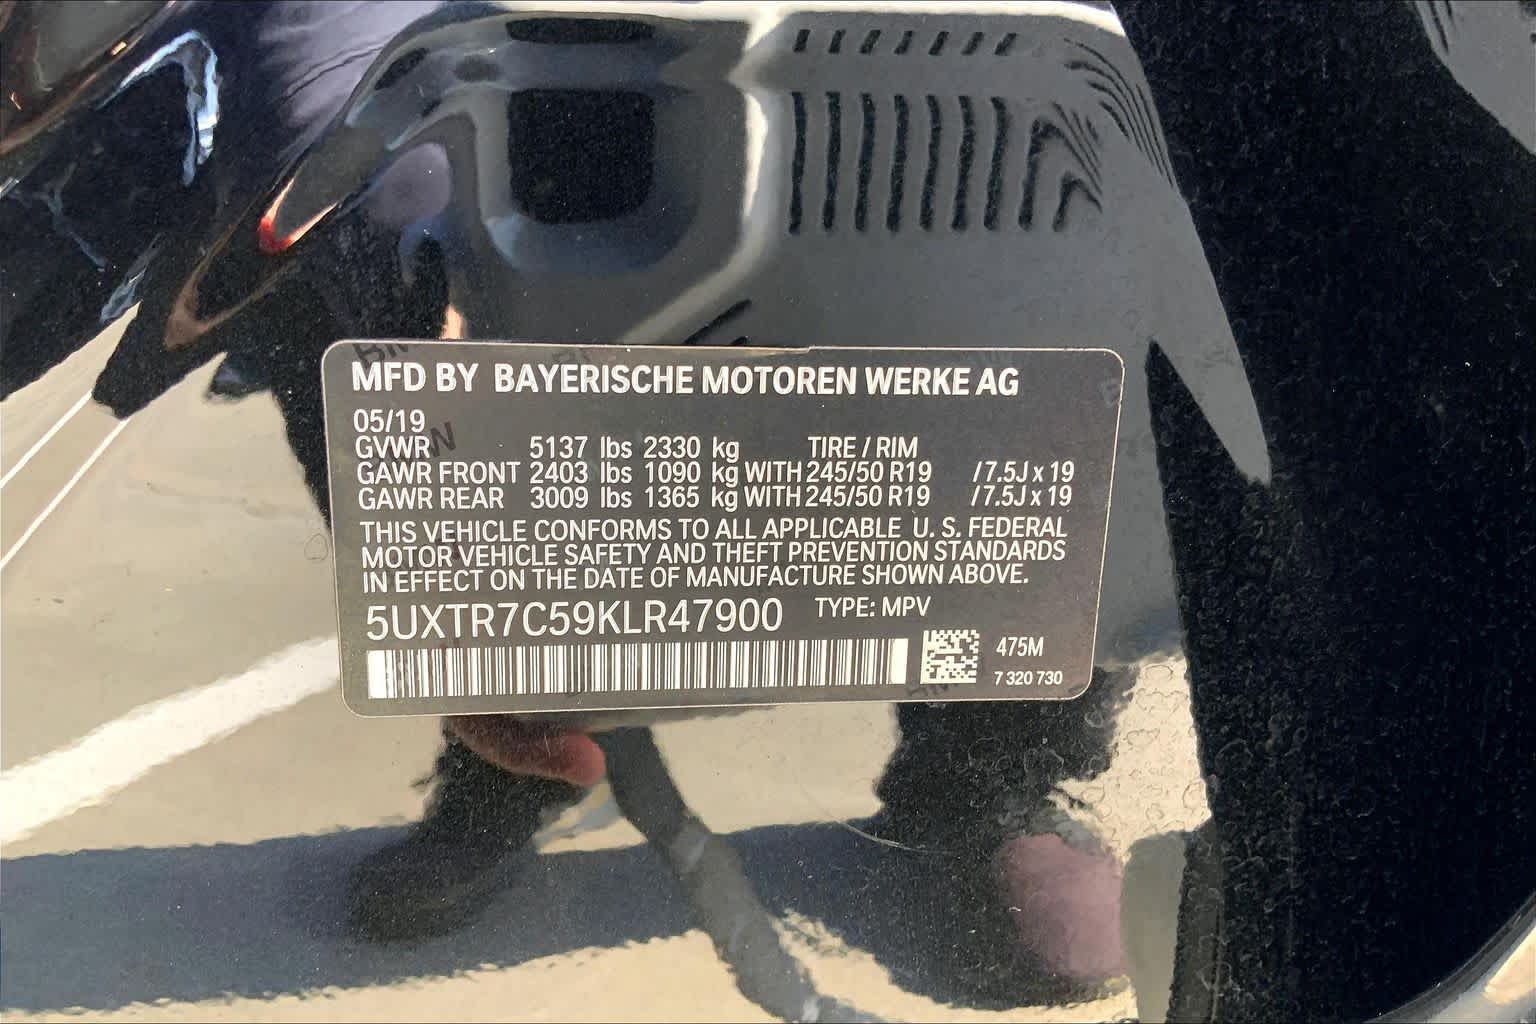 MFD BY BAYERISCHE MOTOREN WERKE AG
05/19
GVWR 5137 lbs 2330 kg TIRE / RIM
GAWR FRONT 2403 lbs 1090 kg WITH 245/50 R19 /7.5J x 19
GAWR REAR 3009 lbs 1365 kg WITH 245/50 R19 /7.5J x 19
THIS VEHICLE CONFORMS TO ALL APPLICABLE U. S. FEDERAL
MOTOR VEHICLE SAFETY AND THEFT PREVENTION STANDARDS
IN EFFECT ON THE DATE OF MANUFACTURE SHOWN ABOVE.
5UXTR7C59KLR47900 TYPE: MPV
475M
7 320 730